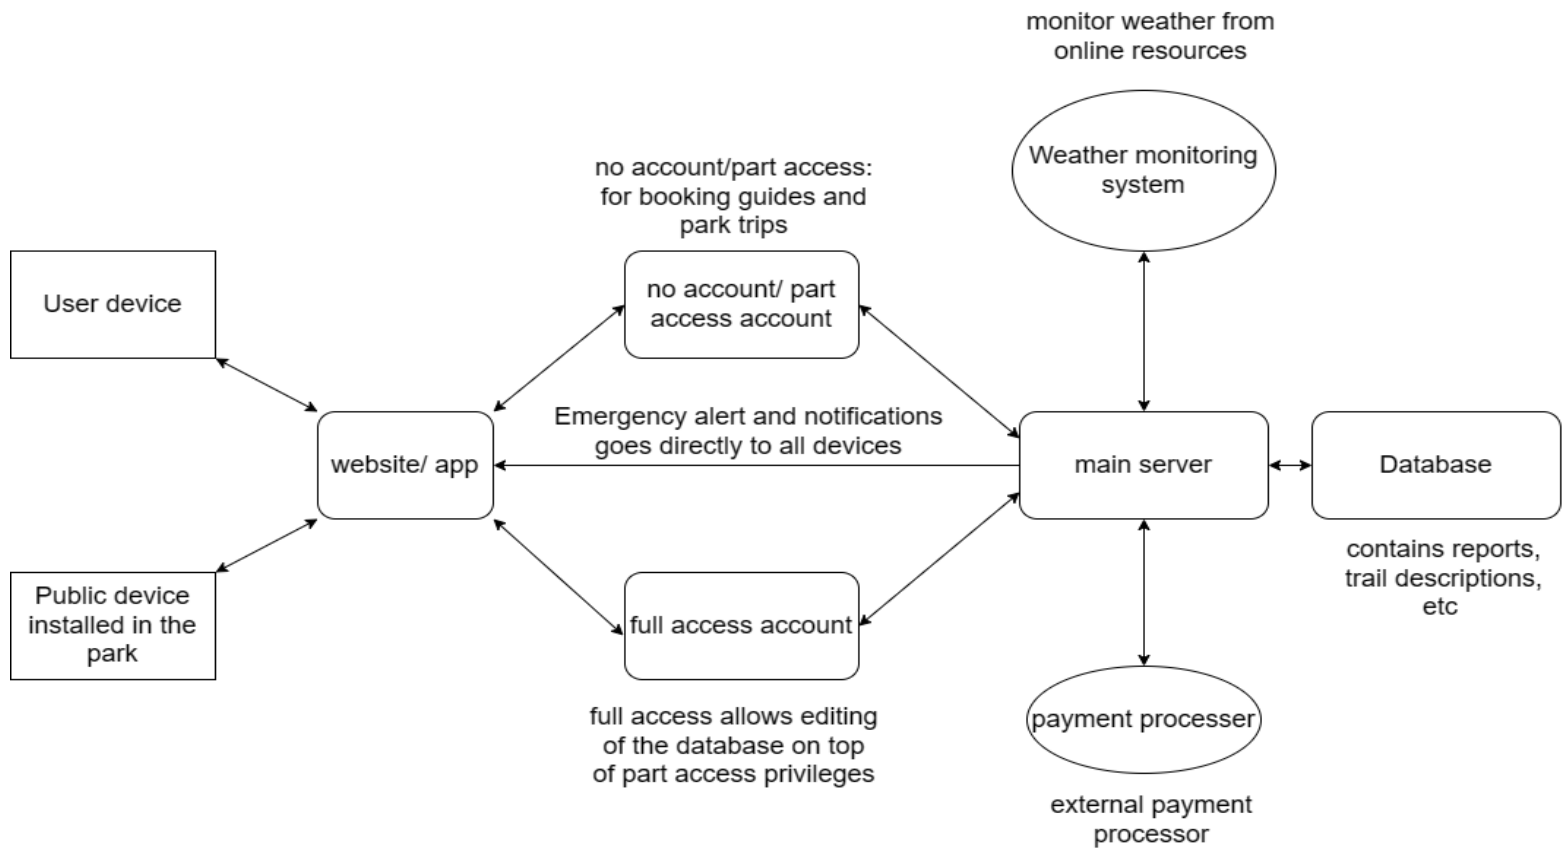 monitor weather from
online resources
Weather monitoring
system
no account/part access:
for booking guides and
park trips
User device
no account/ part
access account
Emergency alert and notifications
goes directly to all devices
website/ app
main server
Database
contains reports,
trail descriptions,
etc
Public device
installed in the
park
full access account
full access allows editing
of the database on top
of part access privileges
payment processer
external payment
processor